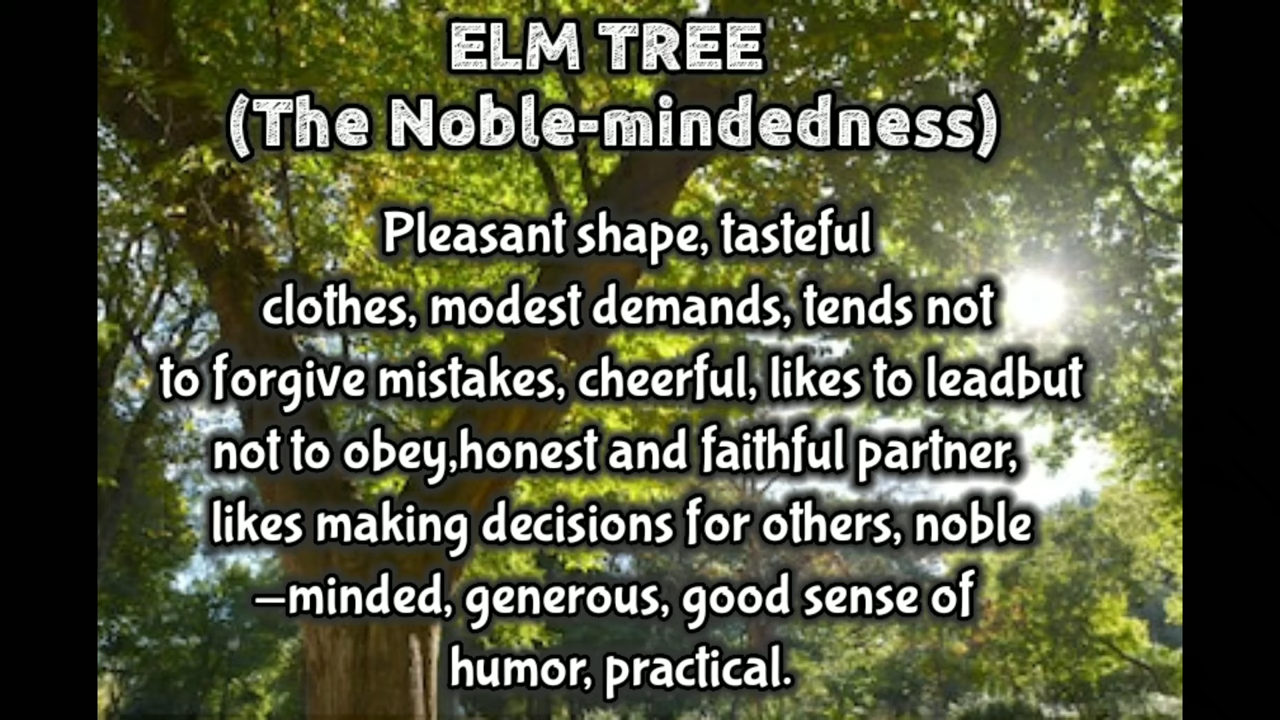 ELM TREE
(The Noble-mindedness)
Pleasant shape, tasteful
clothes, modest demands, tends not
to forgive mistakes, cheerful, likes to leadbut
not to obey,honest and faithful partner,
likes making decisions for others, noble
–minded, generous, good sense of
humor, practical.